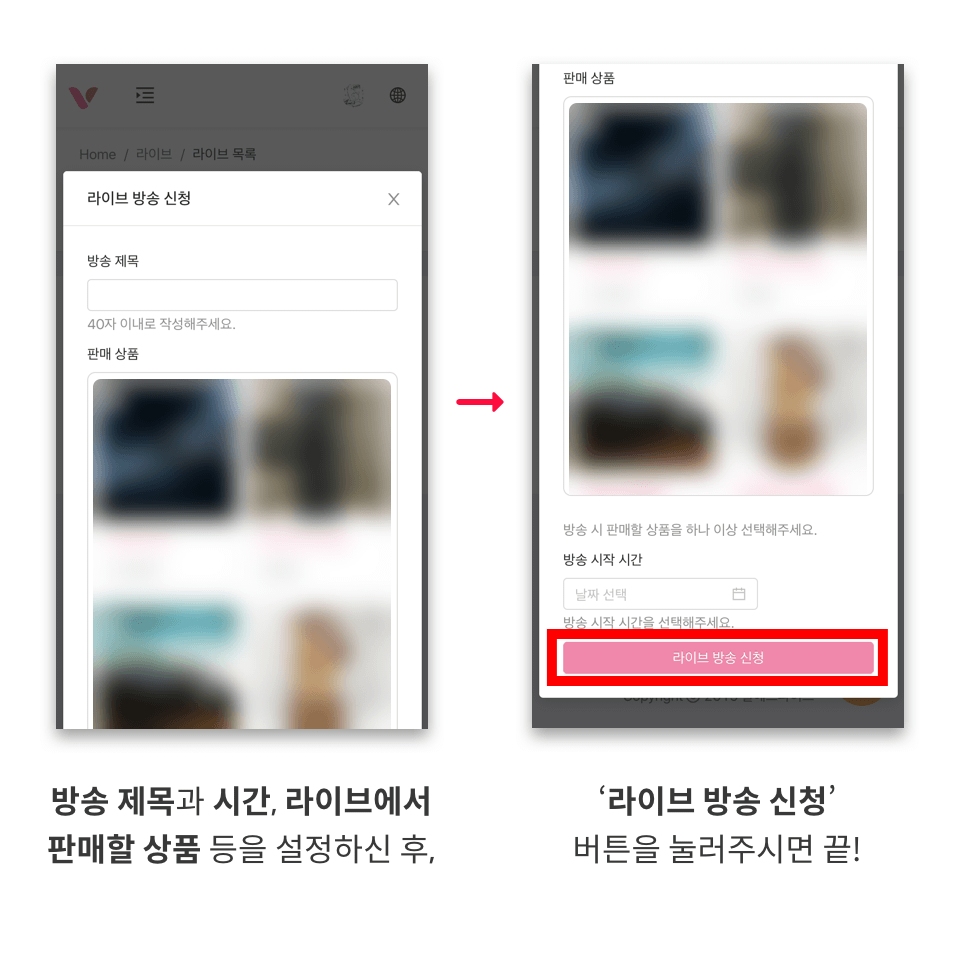 Home / 라이브 / 라이브 목록
라이브 방송 신청
방송 제목
40자 이내로 작성해주세요.
판매 상품
방송 제목과 시간, 라이브에서
판매할 상품 등을 설정하신 후,
판매 상품
방송 시 판매할 상품을 하나 이상 선택해주세요.
방송 시작 시간
날짜 선택
방송 시작 시간을 선택해주세요.
라이브 방송 신청
‘라이브 방송 신청’
버튼을 눌러주시면 끝!